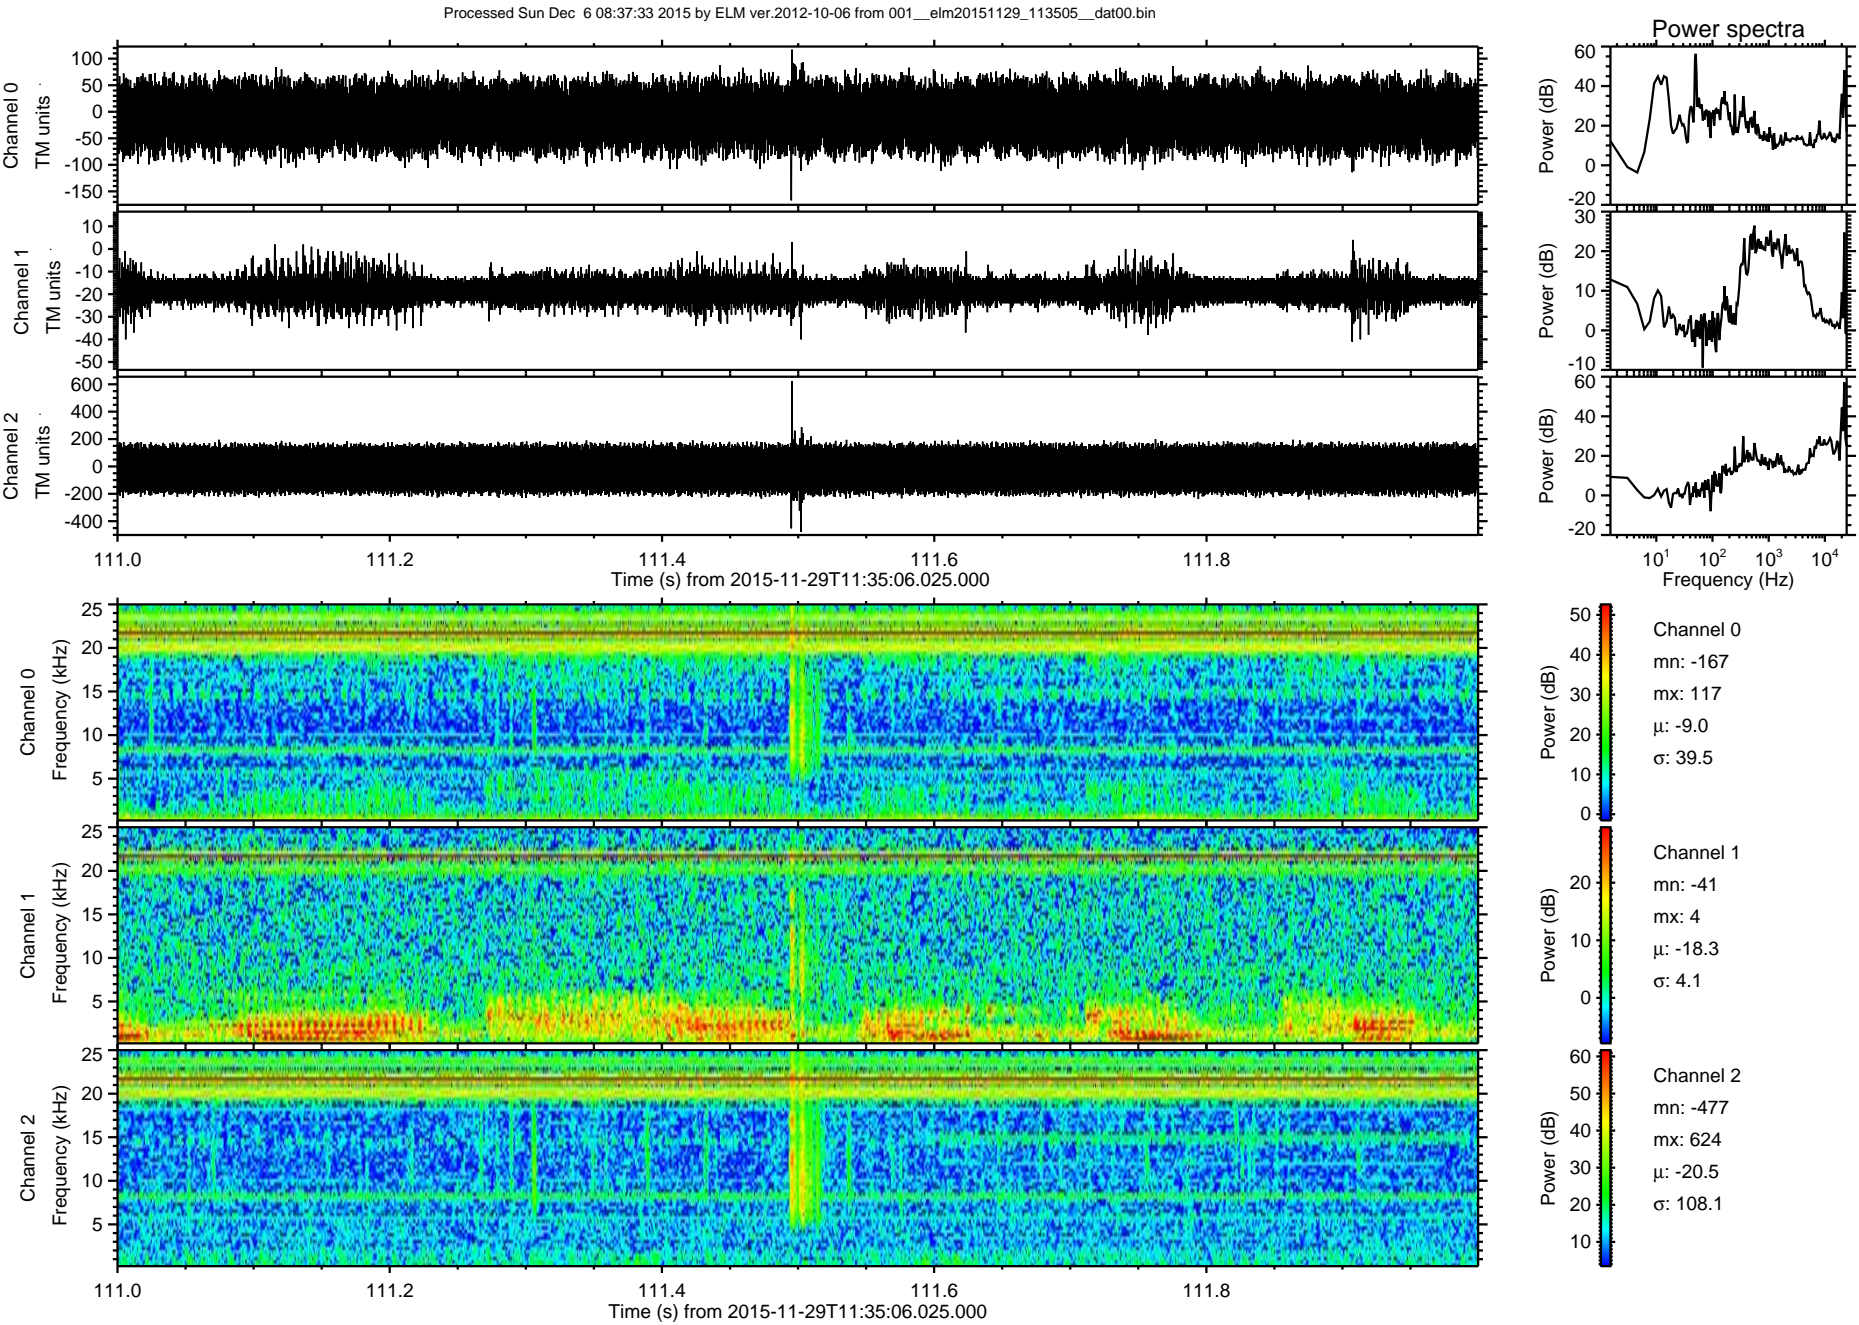 Processed Sun Dec  6 08:37:33 2015 by ELM ver.2012-10-06 from 001__elm20151129_113505__dat00.bin
Power spectra
Channel 0
TM units
100
50
0
-50
-100
-150
Power (dB)
60
40
20
0
-20
Channel 1
TM units
10
0
-10
-20
-30
-40
-50
Power (dB)
30
20
10
0
-10
Channel 2
TM units
600
400
200
0
-200
-400
Power (dB)
60
40
20
0
-20
111.0 111.2 111.4 111.6 111.8
Time (s) from 2015-11-29T11:35:06.025.000
10^1 10^2 10^3 10^4
Frequency (Hz)
Channel 0
Frequency (kHz)
25
20
15
10
5
Power (dB)
50
40
30
20
10
0
Channel 0
mn: -167
mx: 117
μ: -9.0
σ: 39.5
Channel 1
Frequency (kHz)
25
20
15
10
5
Power (dB)
20
10
0
Channel 1
mn: -41
mx: 4
μ: -18.3
σ: 4.1
Channel 2
Frequency (kHz)
25
20
15
10
5
Power (dB)
60
50
40
30
20
10
Channel 2
mn: -477
mx: 624
μ: -20.5
σ: 108.1
111.0 111.2 111.4 111.6 111.8
Time (s) from 2015-11-29T11:35:06.025.000